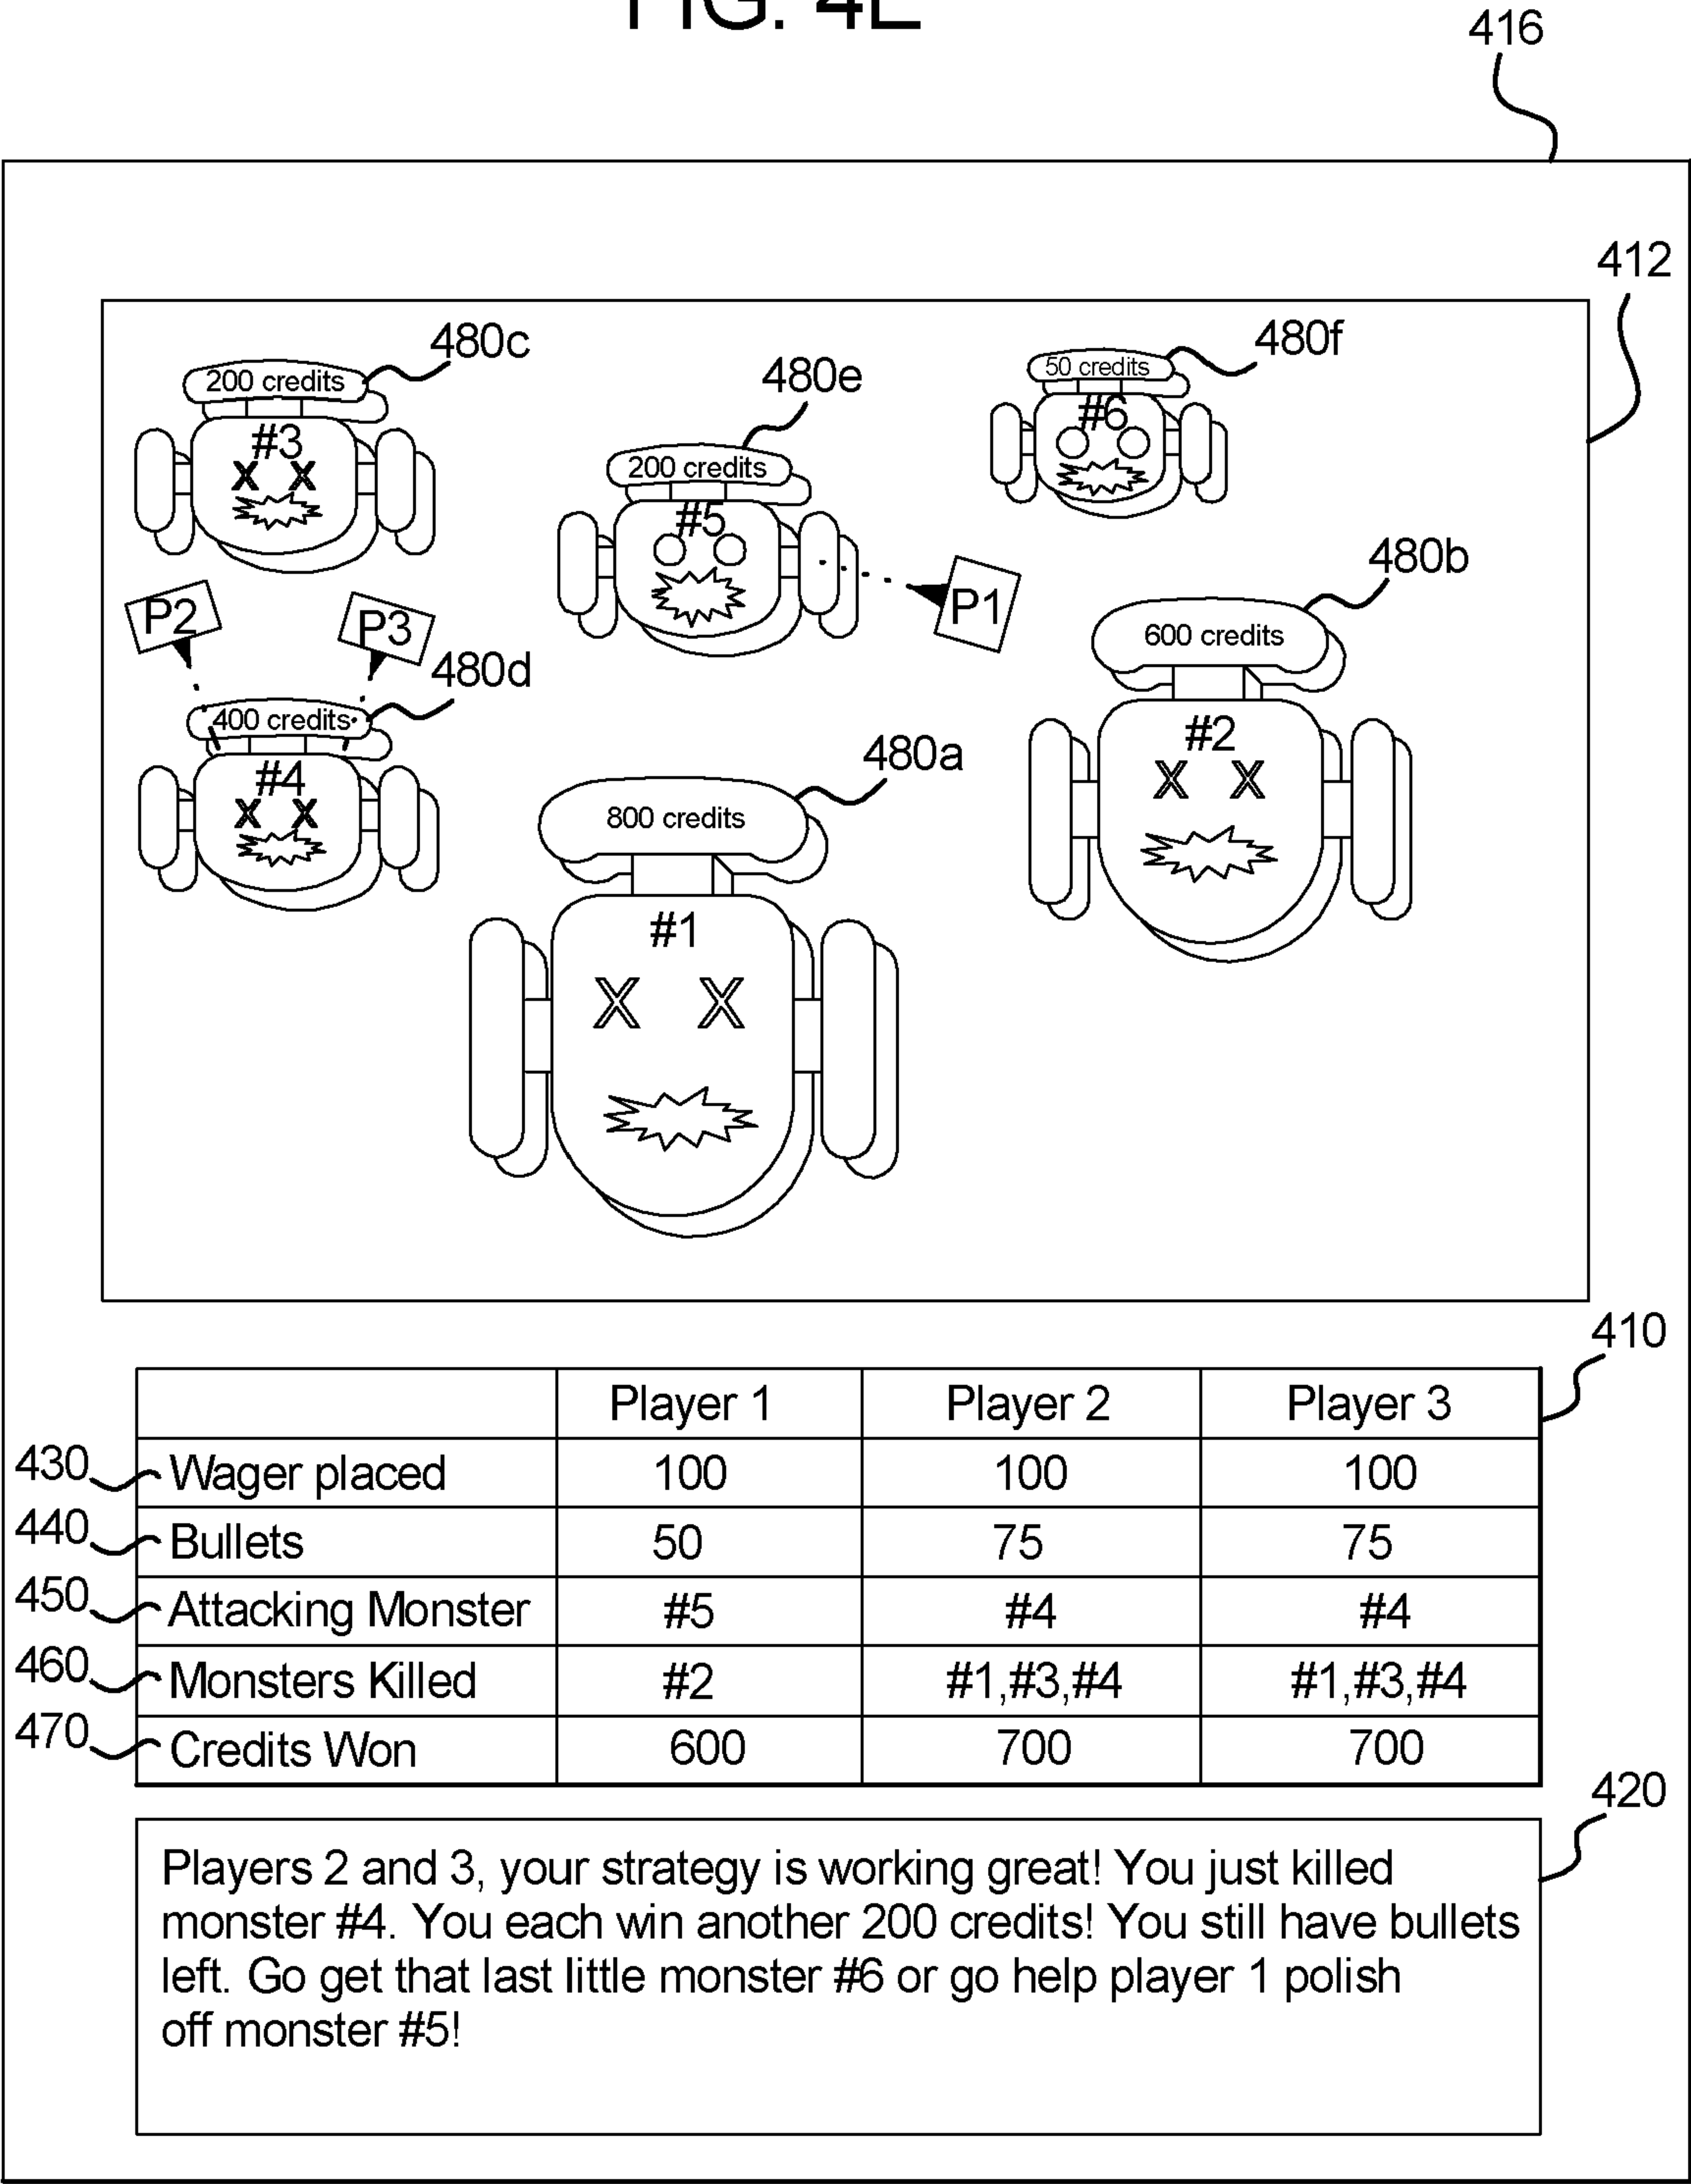 FIG. 4E
416
412
480c
200 credits
#3
X X
480e
200 credits
#5
480f
50 credits
#6
480b
600 credits
#2
X X
P2
P3
P1
480d
400 credits
#4
X X
480a
800 credits
#1
X X
410
Player 1 Player 2 Player 3
430 Wager placed 100 100 100
440 Bullets 50 75 75
450 Attacking Monster #5 #4 #4
460 Monsters Killed #2 #1,#3,#4 #1,#3,#4
470 Credits Won 600 700 700
420
Players 2 and 3, your strategy is working great! You just killed
monster #4. You each win another 200 credits! You still have bullets
left. Go get that last little monster #6 or go help player 1 polish
off monster #5!